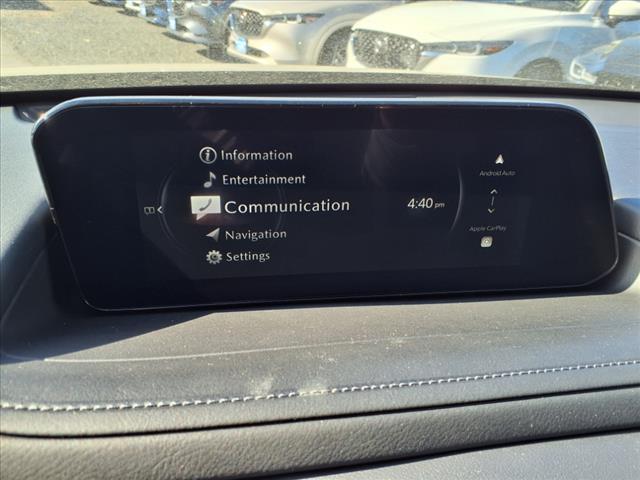 Information
Entertainment
Communication
Navigation
Settings
4:40 pm
Android Auto
Apple CarPlay